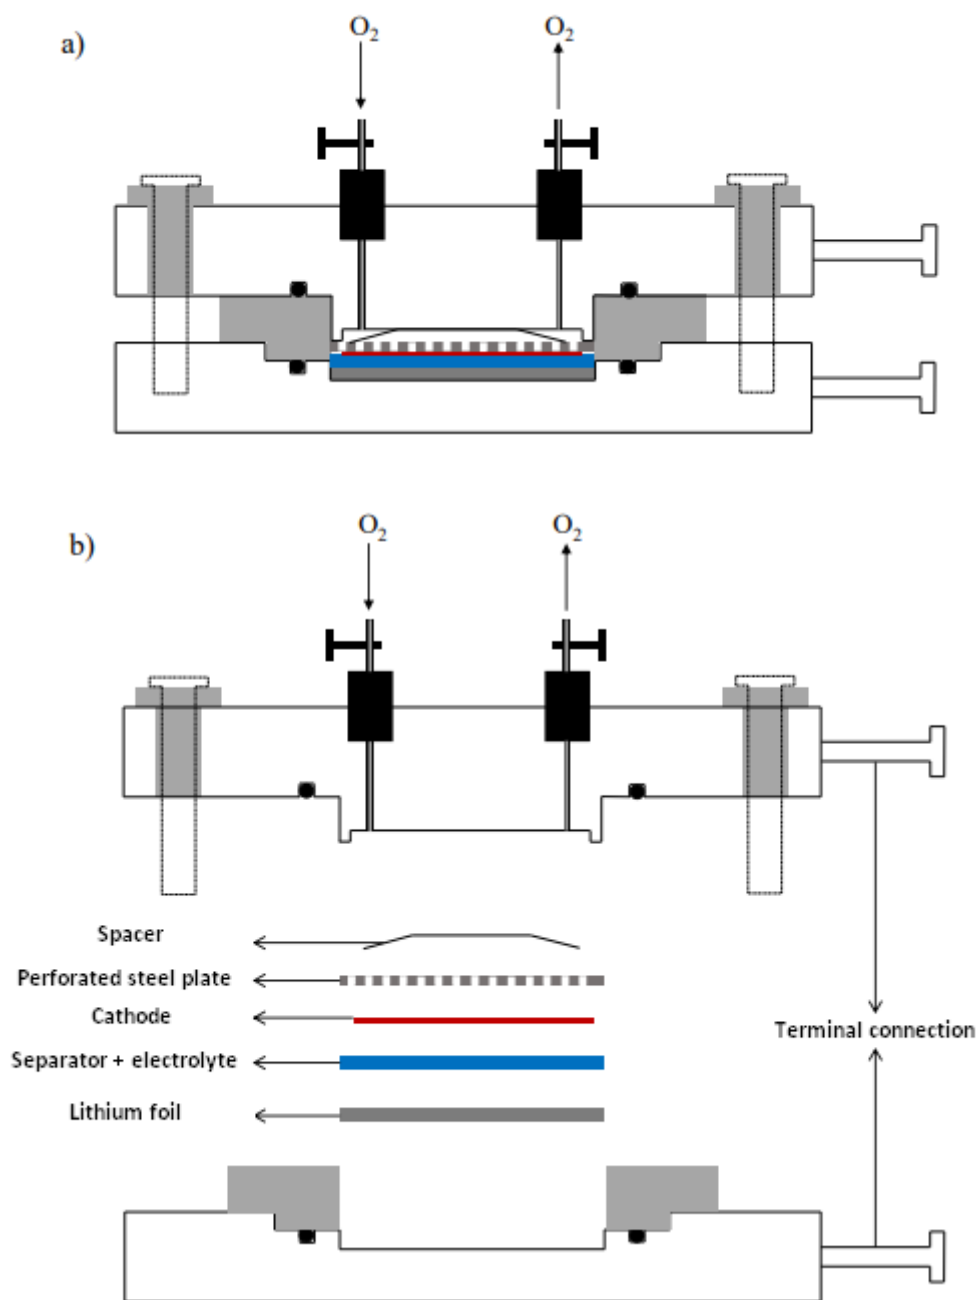 a)
O₂
O₂
b)
O₂
O₂
Spacer
Perforated steel plate
Cathode
Separator + electrolyte
Lithium foil
Terminal connection